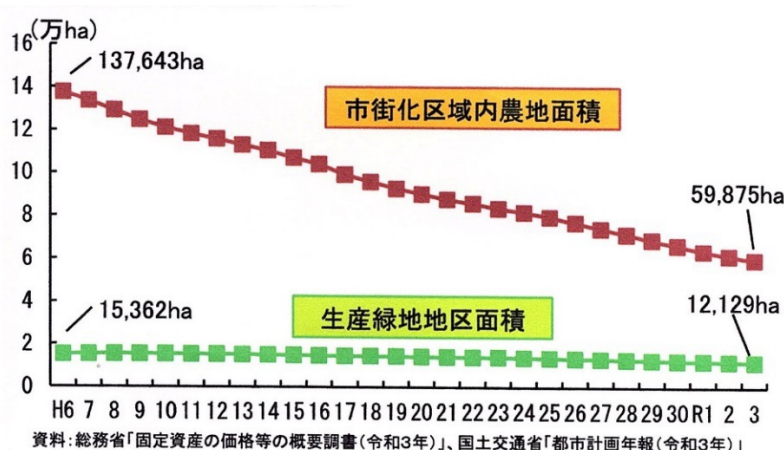 (万ha)
16
137,643ha
14
市街化区域内農地面積
12
10
8
59,875ha
6
4
15,362ha
生産緑地地区面積
12,129ha
2
0
H6 7 8 9 10 11 12 13 14 15 16 17 18 19 20 21 22 23 24 25 26 27 28 29 30 R1 2 3
資料:総務省「固定資産の価格等の概要調書(令和3年)」、国土交通省「都市計画年報(令和3年)」